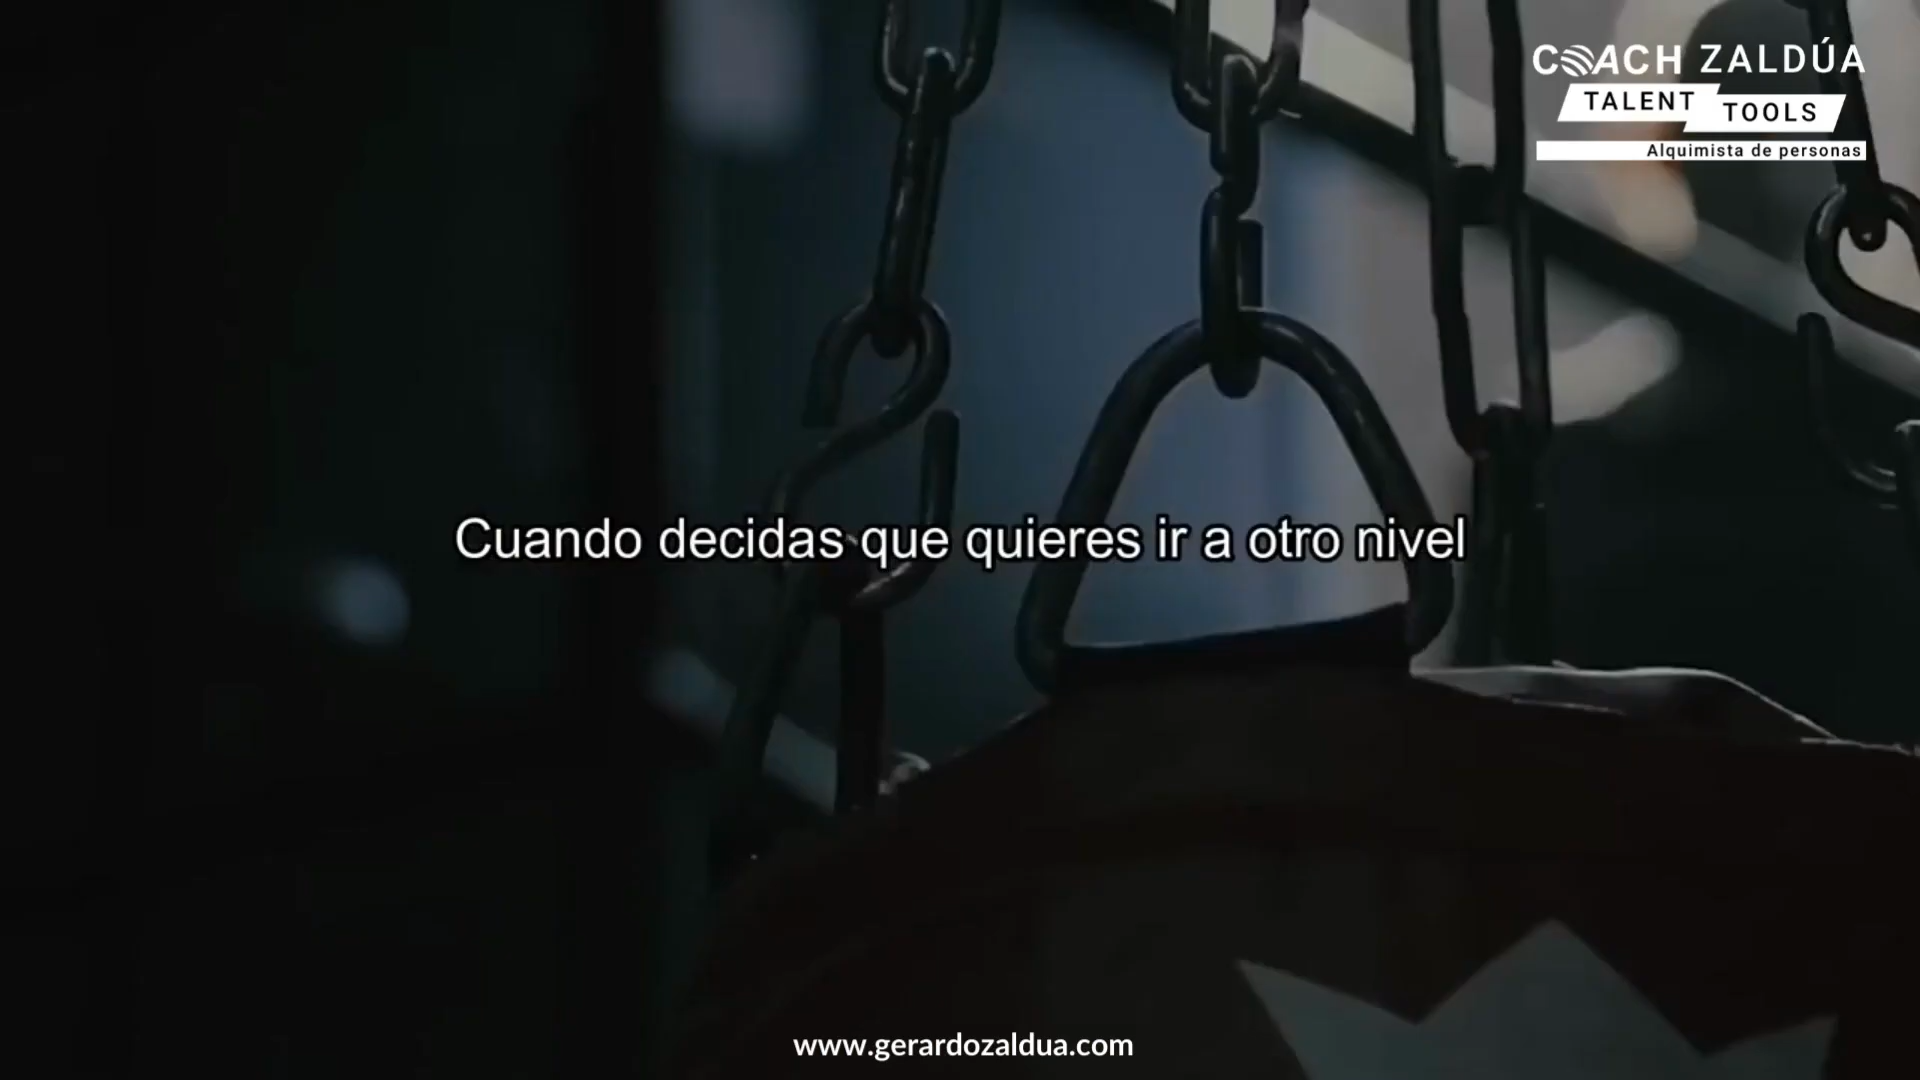 COACH ZALDÚA
TALENT TOOLS
Alquimista de personas
Cuando decidas que quieres ir a otro nivel
www.gerardozaldua.com